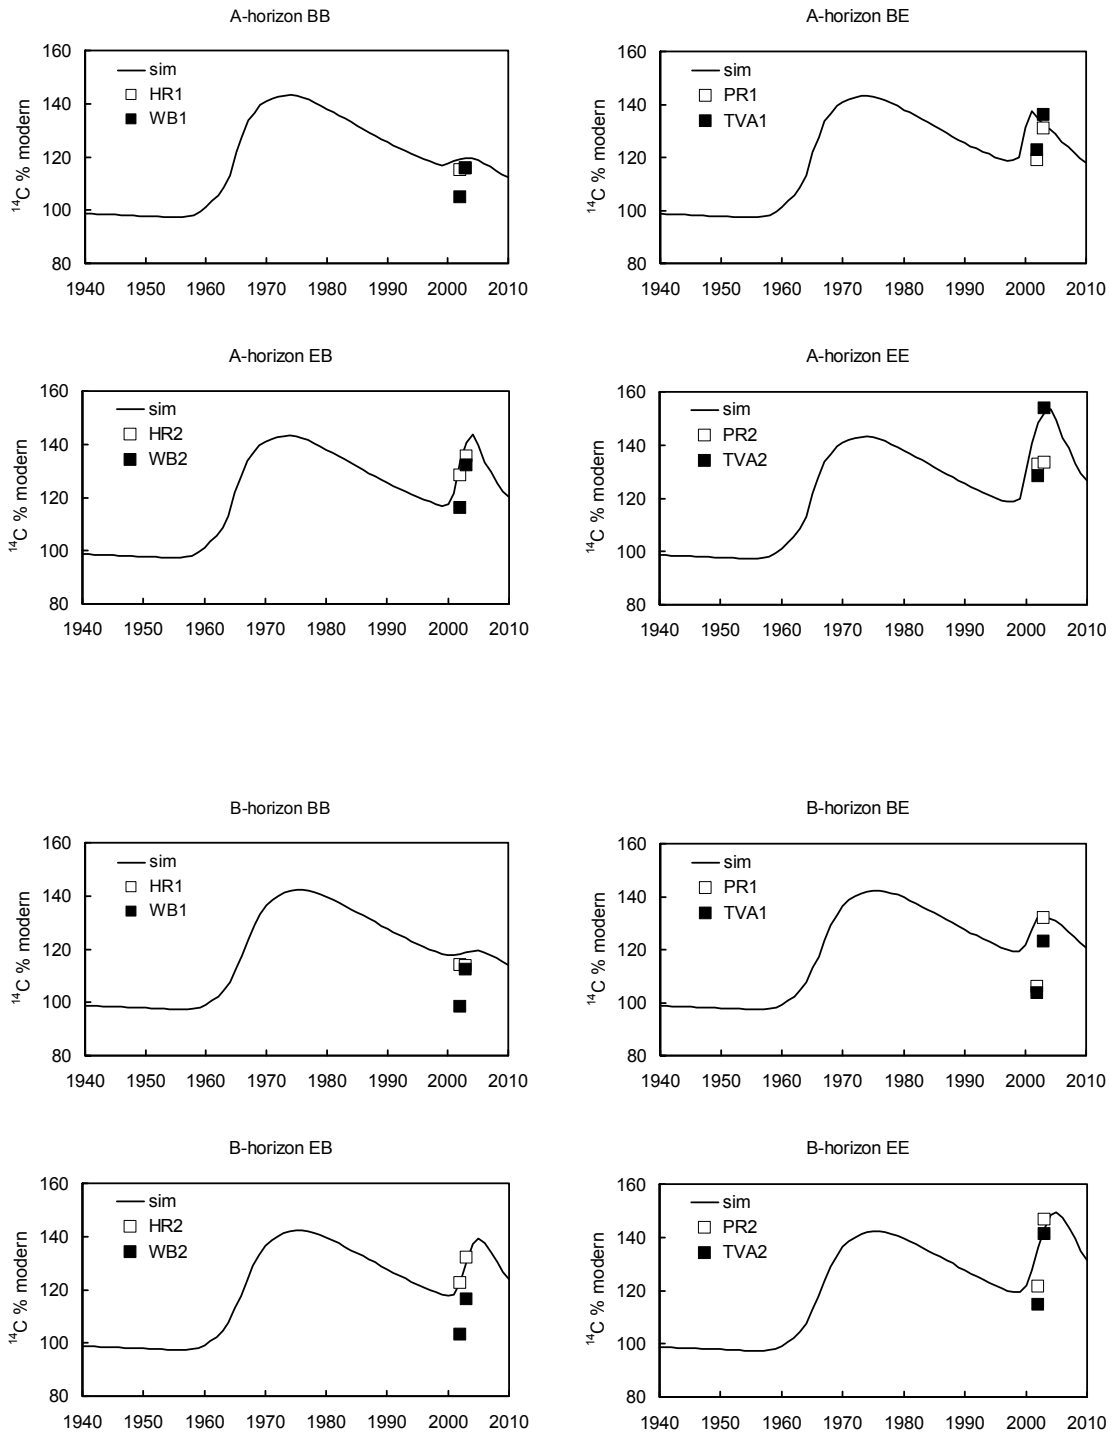 A-horizon BB
160
140
120
100
80
¹⁴C % modern
sim
HR1
WB1
1940 1950 1960 1970 1980 1990 2000 2010
A-horizon BE
160
140
120
100
80
¹⁴C % modern
sim
PR1
TVA1
1940 1950 1960 1970 1980 1990 2000 2010
A-horizon EB
160
140
120
100
80
¹⁴C % modern
sim
HR2
WB2
1940 1950 1960 1970 1980 1990 2000 2010
A-horizon EE
160
140
120
100
80
¹⁴C % modern
sim
PR2
TVA2
1940 1950 1960 1970 1980 1990 2000 2010
B-horizon BB
160
140
120
100
80
¹⁴C % modern
sim
HR1
WB1
1940 1950 1960 1970 1980 1990 2000 2010
B-horizon BE
160
140
120
100
80
¹⁴C % modern
sim
PR1
TVA1
1940 1950 1960 1970 1980 1990 2000 2010
B-horizon EB
160
140
120
100
80
¹⁴C % modern
sim
HR2
WB2
1940 1950 1960 1970 1980 1990 2000 2010
B-horizon EE
160
140
120
100
80
¹⁴C % modern
sim
PR2
TVA2
1940 1950 1960 1970 1980 1990 2000 2010